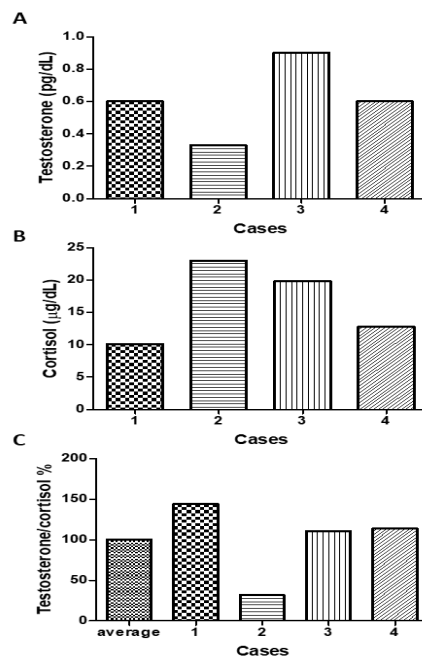 A
Testosterone (pg/dL)
1.0
0.8
0.6
0.4
0.2
0.0
1 2 3 4
Cases
B
Cortisol (µg/dL)
25
20
15
10
5
0
1 2 3 4
Cases
C
Testosterone/cortisol %
200
150
100
50
0
average 1 2 3 4
Cases